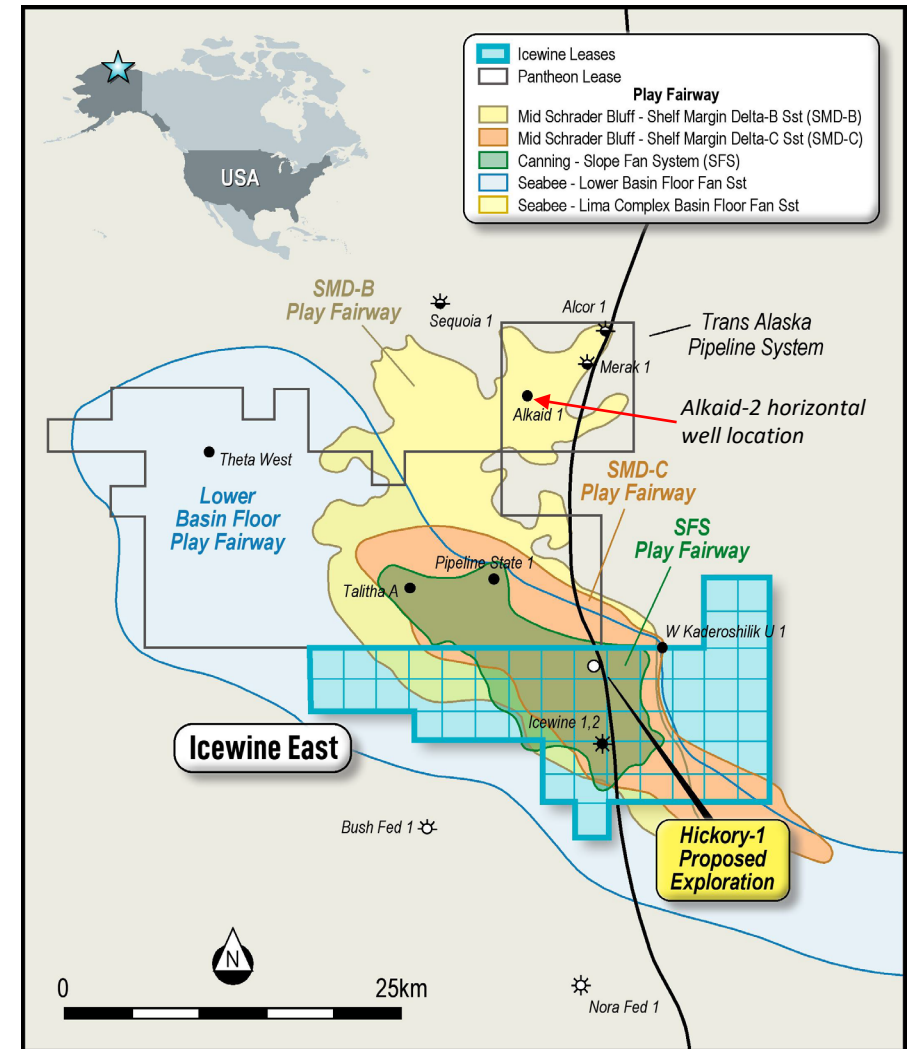 USA
Icewine Leases
Pantheon Lease
Play Fairway
Mid Schrader Bluff - Shelf Margin Delta-B Sst (SMD-B)
Mid Schrader Bluff - Shelf Margin Delta-C Sst (SMD-C)
Canning - Slope Fan System (SFS)
Seabee - Lower Basin Floor Fan Sst
Seabee - Lima Complex Basin Floor Fan Sst
SMD-B
Play Fairway
Sequoia 1
Alcor 1
Trans Alaska
Pipeline System
Merak 1
Alkaid 1
Alkaid-2 horizontal
well location
Theta West
Lower
Basin Floor
Play Fairway
SMD-C
Play Fairway
SFS
Play Fairway
Pipeline State 1
Talitha A
W Kaderoshilik U 1
Icewine 1,2
Icewine East
Bush Fed 1
Hickory-1
Proposed
Exploration
N
0
25km
Nora Fed 1